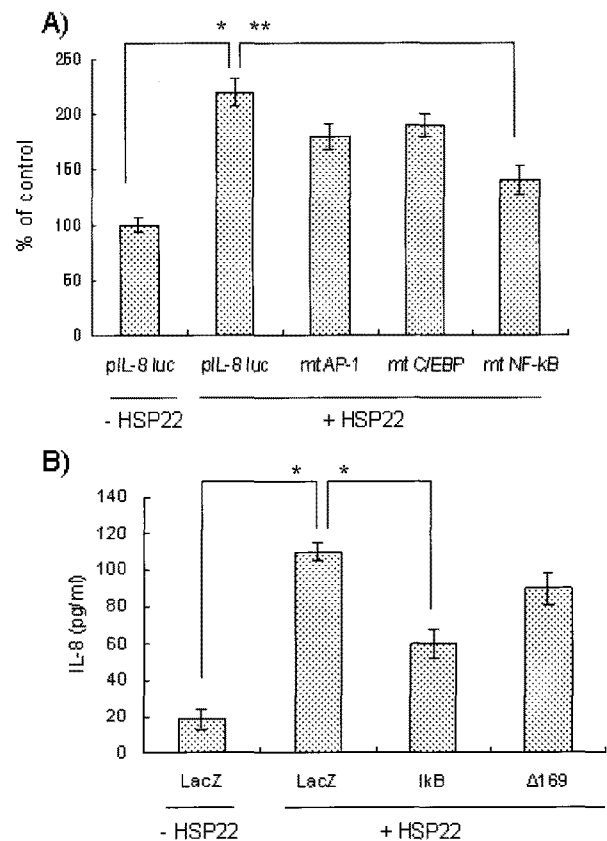 A)
* **
250
200
150
100
50
0
% of control
pIL-8 luc pIL-8 luc mtAP-1 mt C/EBP mt NF-kB
- HSP22 + HSP22
B)
* *
140
120
100
80
60
40
20
0
IL-8 (pg/ml)
LacZ LacZ IkB Δ169
- HSP22 + HSP22